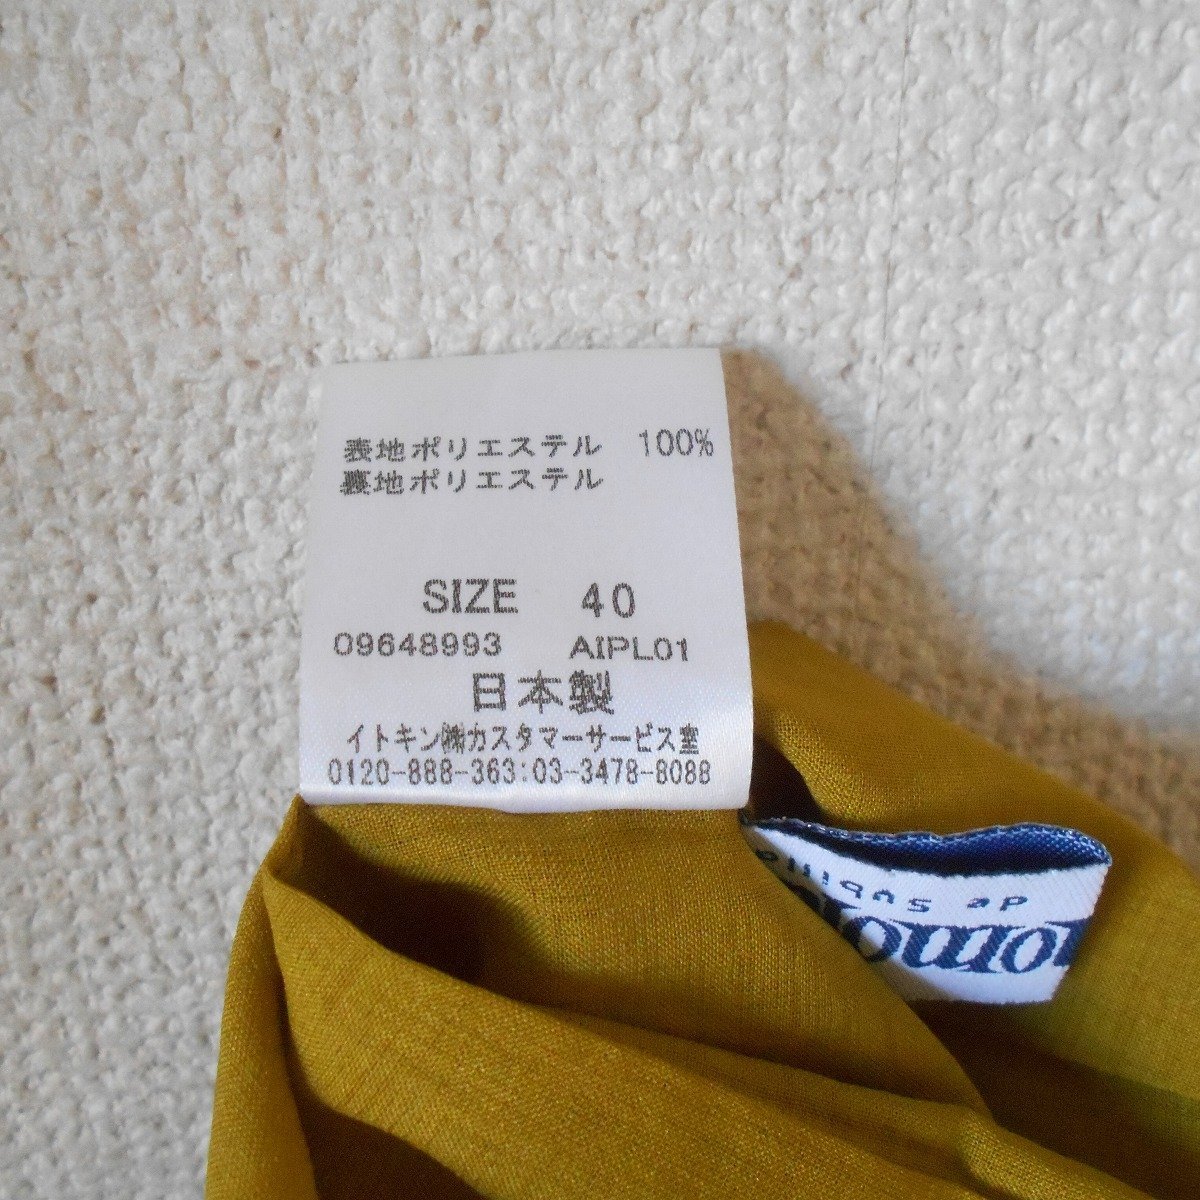 表地ポリエステル 100%
裏地ポリエステル
SIZE 40
09648993 AIPL01
日本製
イトキン㈱カスタマーサービス室
0120-888-363:03-3478-8088
de